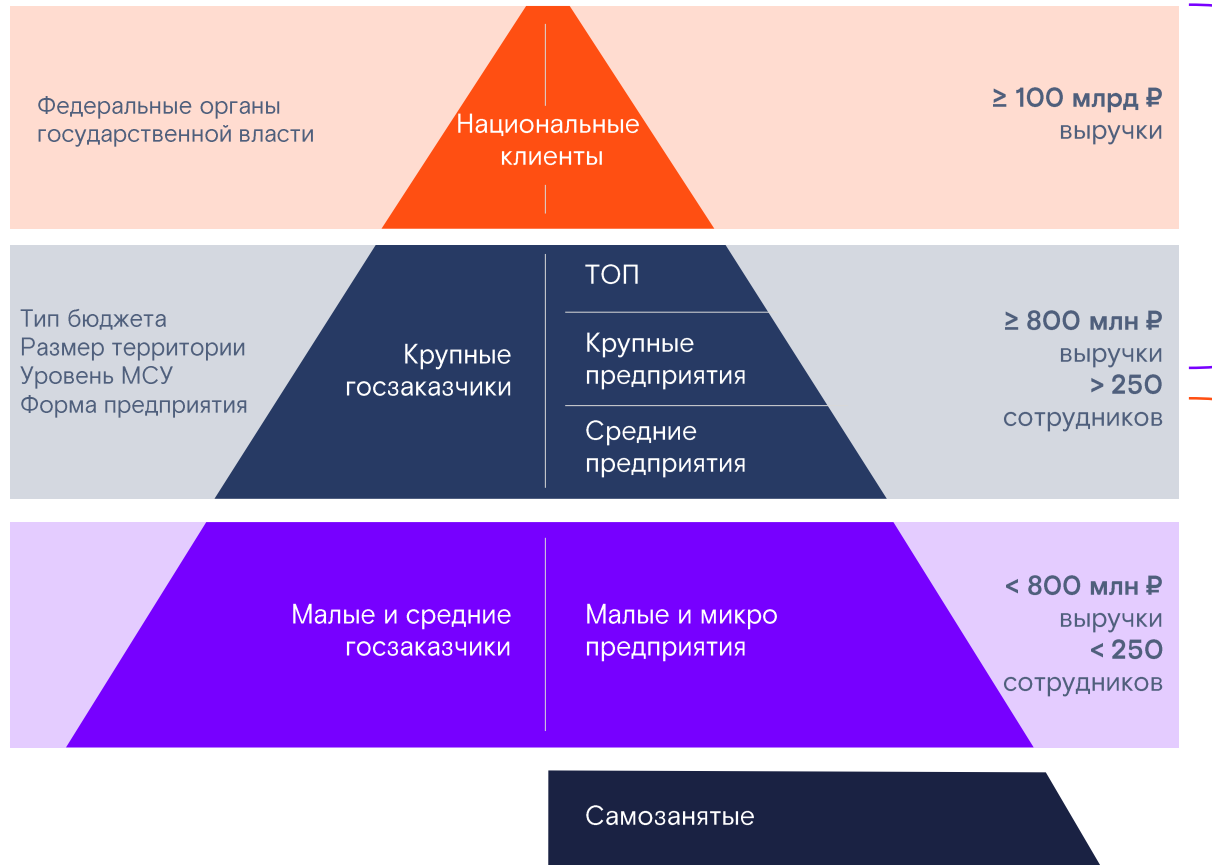 Федеральные органы
государственной власти
Национальные
клиенты
≥ 100 млрд ₽
выручки
Тип бюджета
Размер территории
Уровень МСУ
Форма предприятия
Крупные
госзаказчики
ТОП
Крупные
предприятия
Средние
предприятия
≥ 800 млн ₽
выручки
> 250
сотрудников
Малые и средние
госзаказчики
Малые и микро
предприятия
< 800 млн ₽
выручки
< 250
сотрудников
Самозанятые